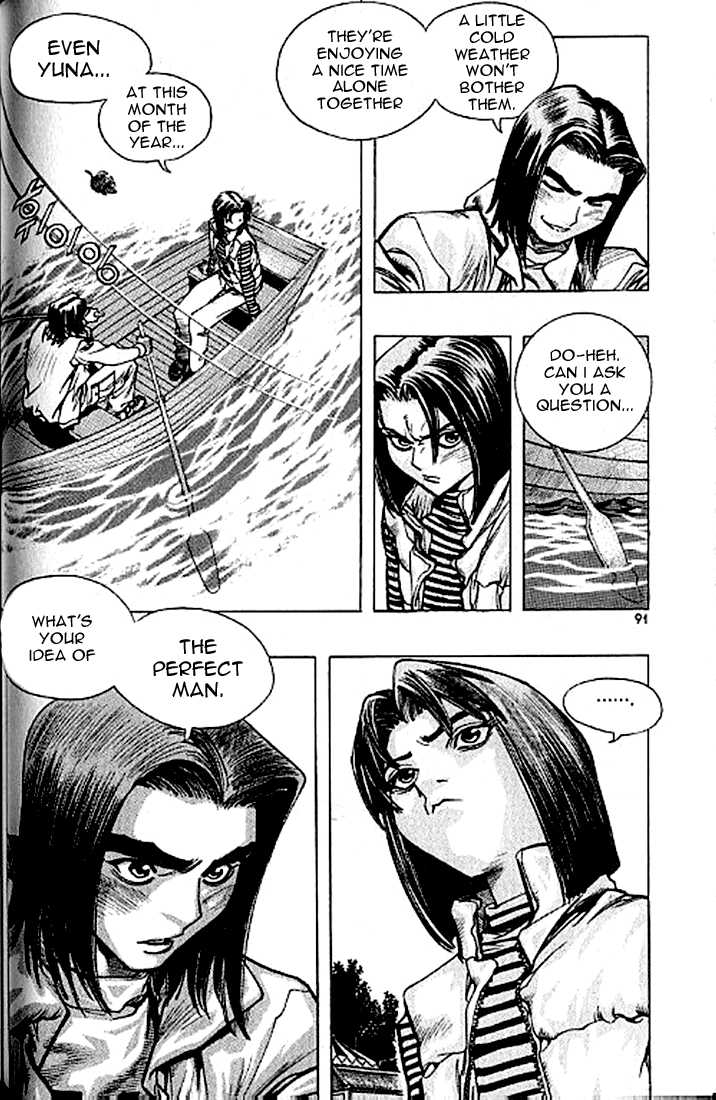 EVEN
YUNA...
AT THIS
MONTH
OF THE
YEAR...
THEY'RE
ENJOYING
A NICE TIME
ALONE
TOGETHER
A LITTLE
COLD
WEATHER
WON'T
BOTHER
THEM.
DO-HEH.
CAN I ASK
YOU A
QUESTION...
91
WHAT'S
YOUR
IDEA OF
THE
PERFECT
MAN.
......